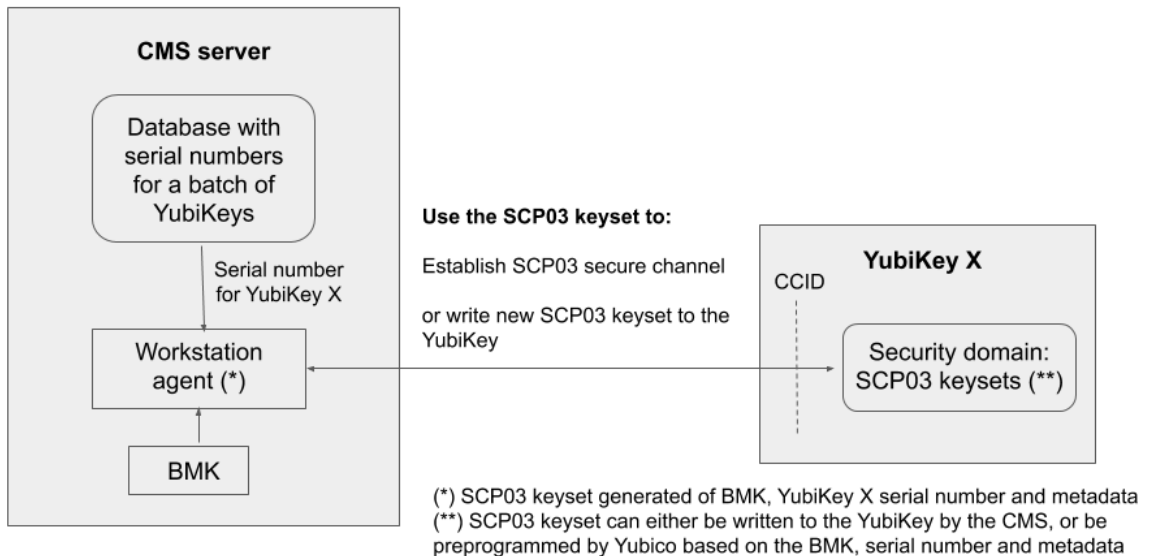 CMS server
Database with
serial numbers
for a batch of
YubiKeys
Serial number
for YubiKey X
Workstation
agent (*)
BMK
Use the SCP03 keyset to:
Establish SCP03 secure channel
or write new SCP03 keyset to the
YubiKey
YubiKey X
CCID
Security domain:
SCP03 keysets (**)
(*) SCP03 keyset generated of BMK, YubiKey X serial number and metadata
(**) SCP03 keyset can either be written to the YubiKey by the CMS, or be
preprogrammed by Yubico based on the BMK, serial number and metadata